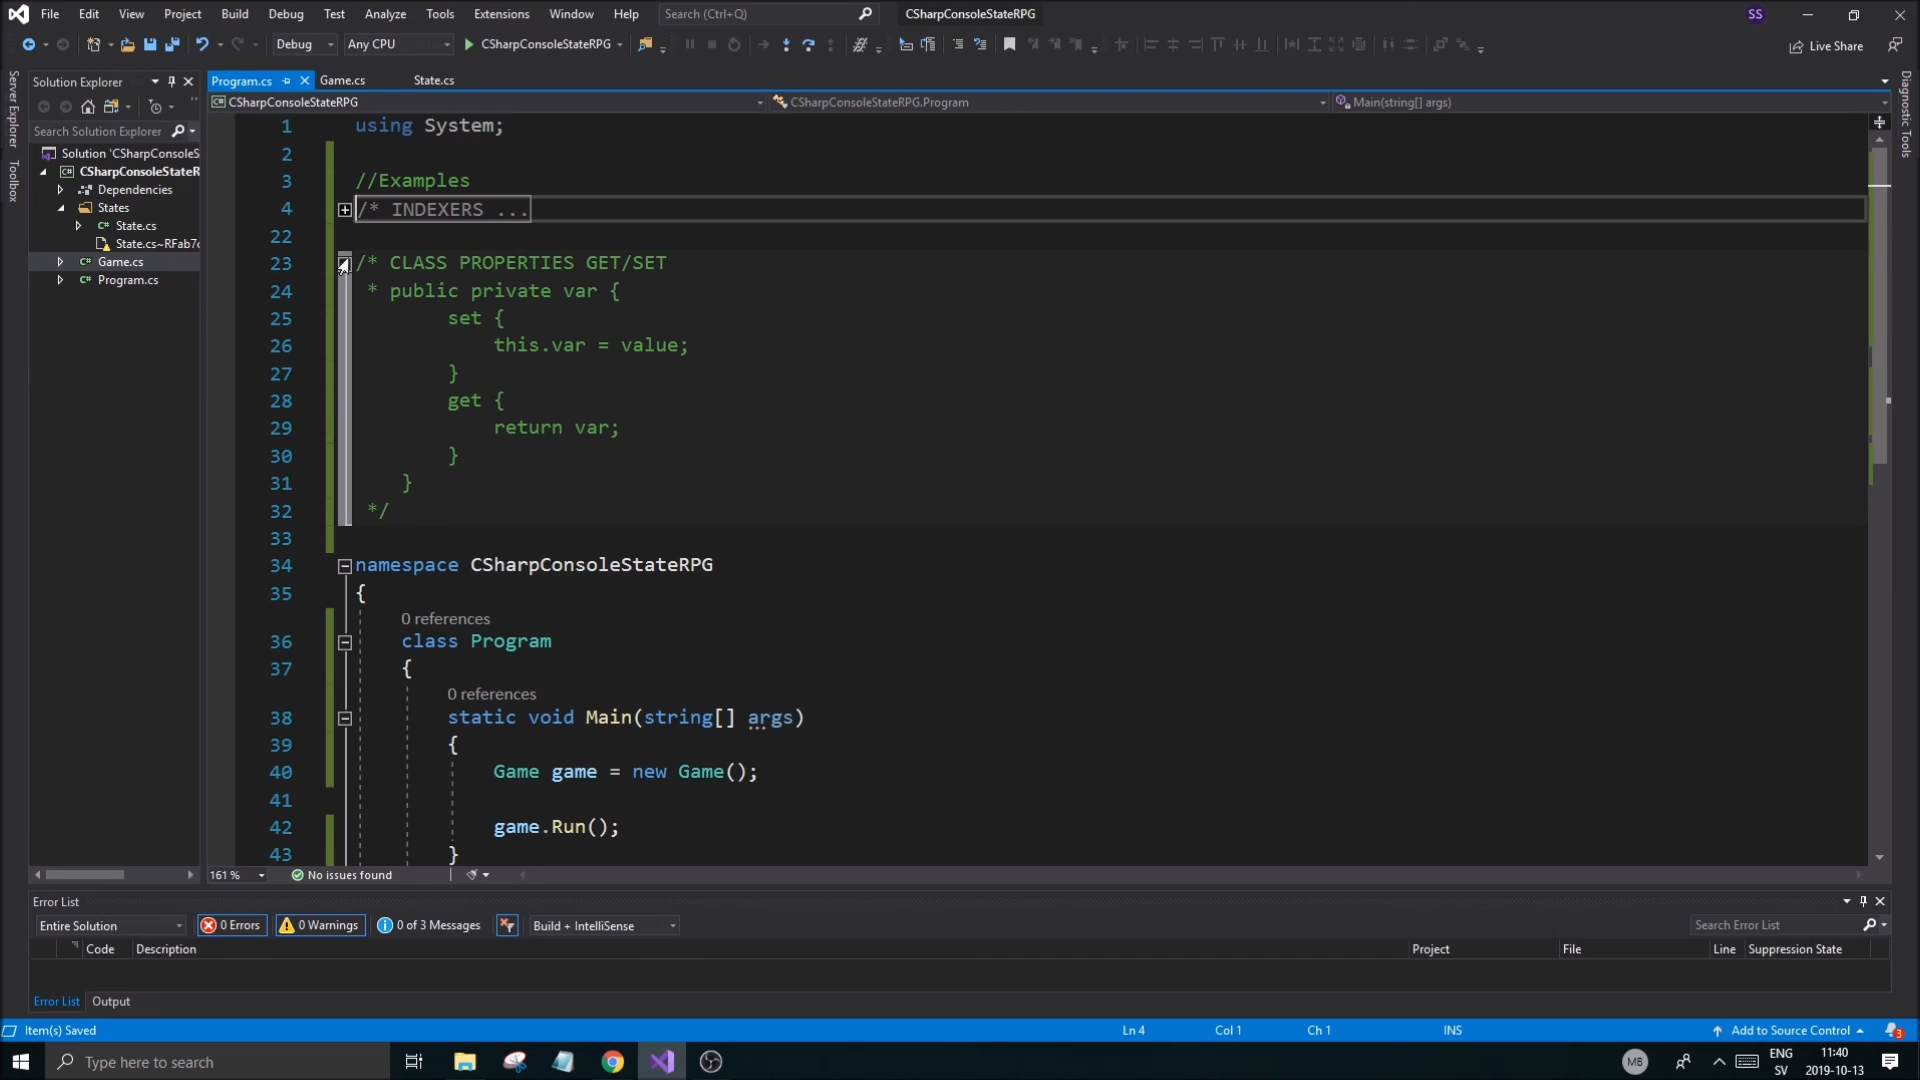 File Edit View Project Build Debug Test Analyze Tools Extensions Window Help Search (Ctrl+Q) CSharpConsoleStateRPG SS
Debug Any CPU CSharpConsoleStateRPG Live Share
Server Explorer
Toolbox
Solution Explorer
Search Solution Explorer
Solution 'CSharpConsoleS
CSharpConsoleStateR
Dependencies
States
State.cs
State.cs~RFab7c
Game.cs
Program.cs
Program.cs Game.cs State.cs
CSharpConsoleStateRPG CSharpConsoleStateRPG.Program Main(string[] args)
1 using System;
2
3 //Examples
4 /* INDEXERS ...
22
23 /* CLASS PROPERTIES GET/SET
24 * public private var {
25 set {
26 this.var = value;
27 }
28 get {
29 return var;
30 }
31 }
32 */
33
34 namespace CSharpConsoleStateRPG
35 {
0 references
36 class Program
37 {
0 references
38 static void Main(string[] args)
39 {
40 Game game = new Game();
41
42 game.Run();
43 }
Diagnostic Tools
161 % No issues found
Error List
Entire Solution 0 Errors 0 Warnings 0 of 3 Messages Build + IntelliSense Search Error List
Code Description Project File Line Suppression State
Error List Output
Item(s) Saved Ln 4 Col 1 Ch 1 INS Add to Source Control 3
Type here to search MB ENG SV 11:40 2019-10-13